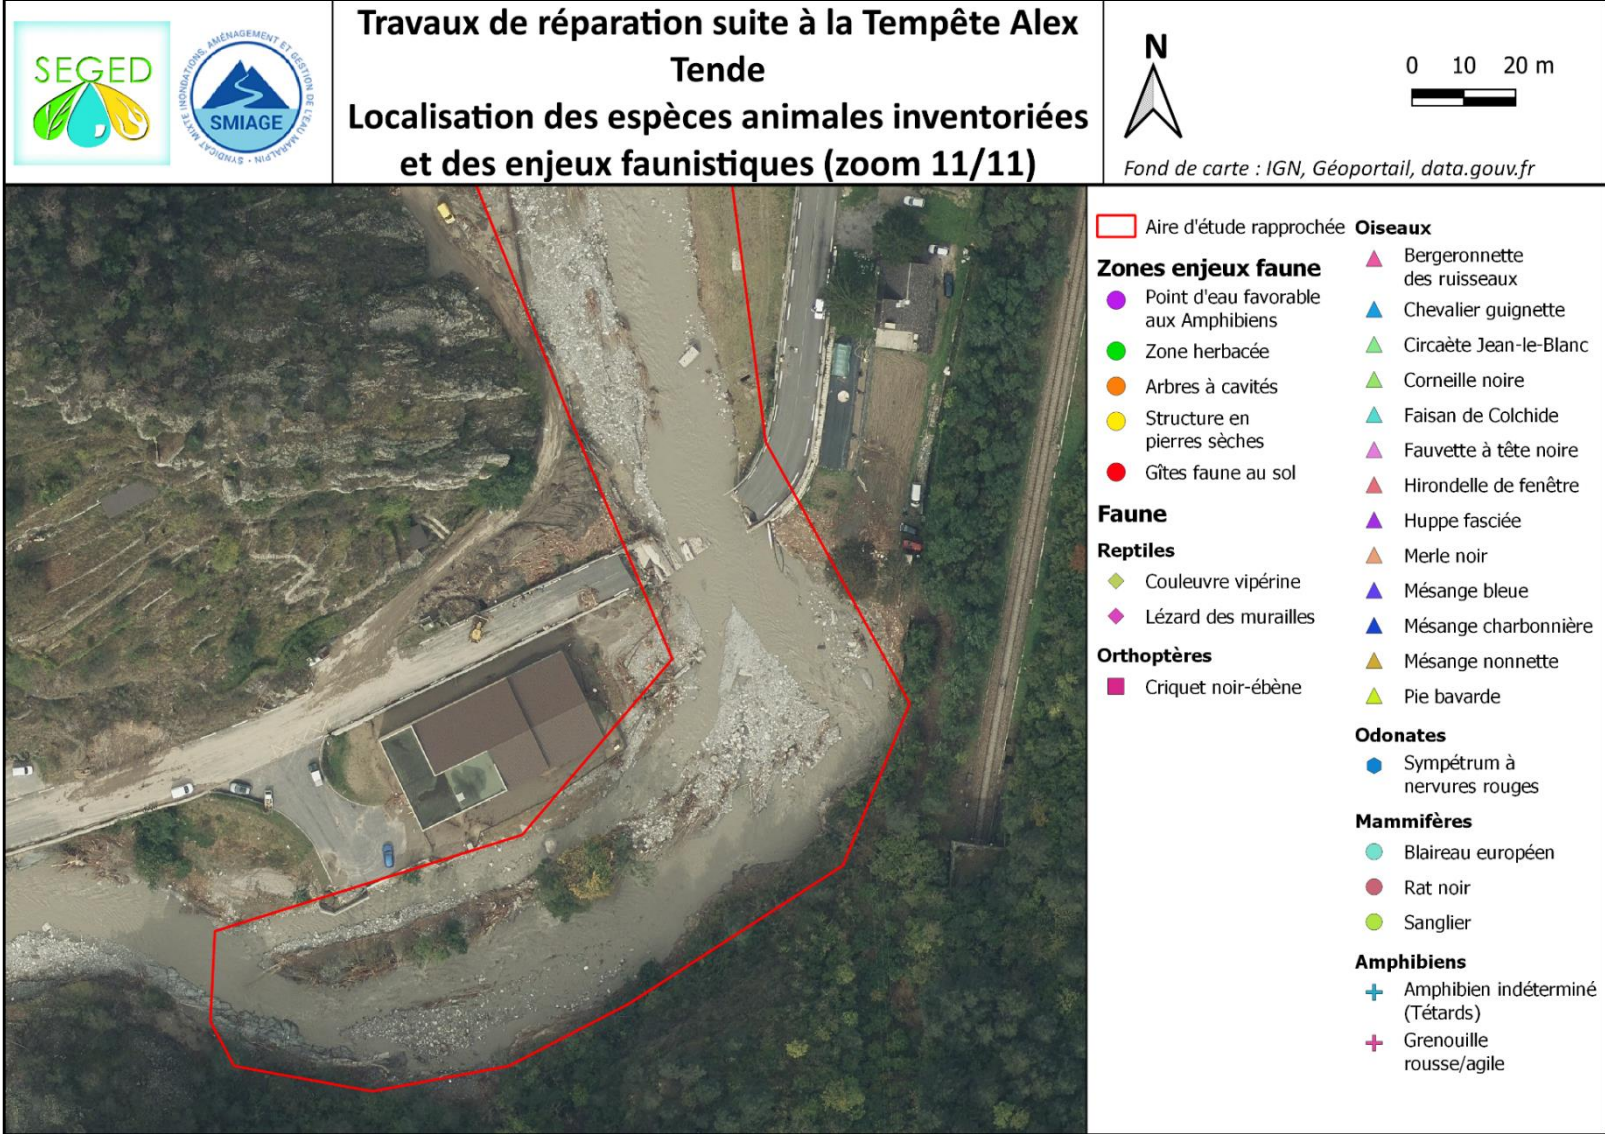 SEGED
SYNDICAT MIXTE INONDATIONS, AMÉNAGEMENT ET GESTION DE L'EAU MARALPIN
SMIAGE
Travaux de réparation suite à la Tempête Alex
Tende
Localisation des espèces animales inventoriées
et des enjeux faunistiques (zoom 11/11)
N
0 10 20 m
Fond de carte : IGN, Géoportail, data.gouv.fr
Aire d'étude rapprochée
Zones enjeux faune
Point d'eau favorable
aux Amphibiens
Zone herbacée
Arbres à cavités
Structure en
pierres sèches
Gîtes faune au sol
Faune
Reptiles
Couleuvre vipérine
Lézard des murailles
Orthoptères
Criquet noir-ébène
Oiseaux
Bergeronnette
des ruisseaux
Chevalier guignette
Circaète Jean-le-Blanc
Corneille noire
Faisan de Colchide
Fauvette à tête noire
Hirondelle de fenêtre
Huppe fasciée
Merle noir
Mésange bleue
Mésange charbonnière
Mésange nonnette
Pie bavarde
Odonates
Sympétrum à
nervures rouges
Mammifères
Blaireau européen
Rat noir
Sanglier
Amphibiens
Amphibien indéterminé
(Tétards)
Grenouille
rousse/agile